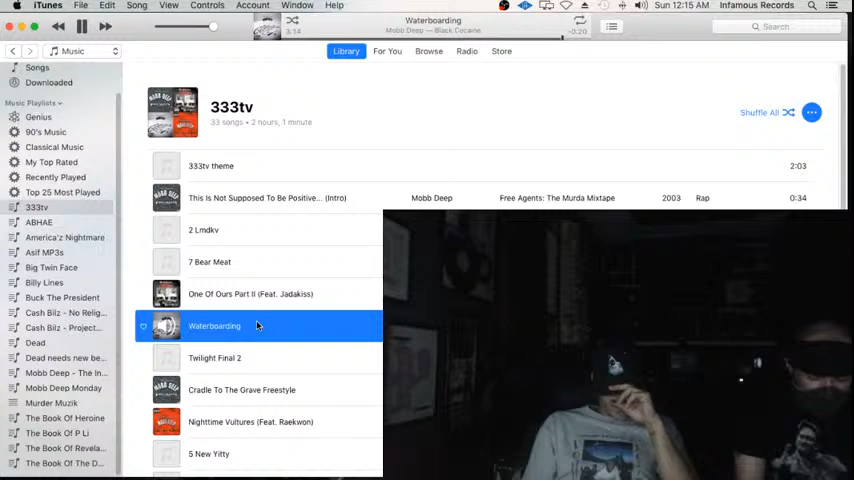 iTunes File Edit Song View Controls Account Window Help Sun 12:15 AM Infamous Records
Waterboarding
Mobb Deep — Black Cocaine
3:14 -0:20
Search
Music Library For You Browse Radio Store
Songs
Downloaded
Music Playlists
Genius
90's Music
Classical Music
My Top Rated
Recently Played
Top 25 Most Played
333tv
ABHAE
America'z Nightmare
Asif MP3s
Big Twin Face
Billy Lines
Buck The President
Cash Bilz - No Relig...
Cash Bilz - Project...
Dead
Dead needs new be...
Mobb Deep - The In...
Mobb Deep Monday
Murder Muzik
The Book Of Heroine
The Book Of P Li
The Book Of Revela...
The Book Of The D...
333tv
33 songs • 2 hours, 1 minute
Shuffle All
333tv theme 2:03
This Is Not Supposed To Be Positive... (Intro) Mobb Deep Free Agents: The Murda Mixtape 2003 Rap 0:34
2 Lmdkv
7 Bear Meat
One Of Ours Part II (Feat. Jadakiss)
Waterboarding
Twilight Final 2
Cradle To The Grave Freestyle
Nighttime Vultures (Feat. Raekwon)
5 New Yitty